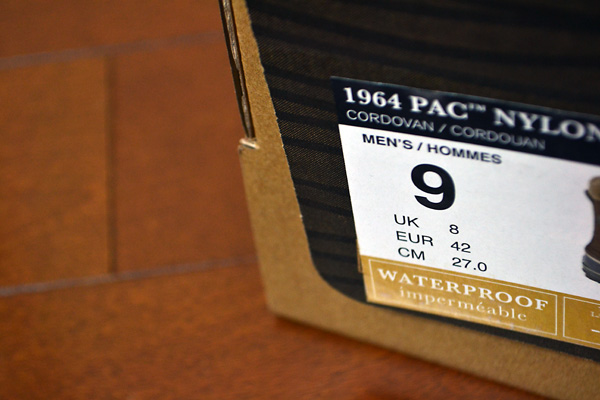 1964 PAC™ NYLON
CORDOVAN / CORDOUAN
MEN'S / HOMMES
9
UK 8
EUR 42
CM 27.0
WATERPROOF
imperméable